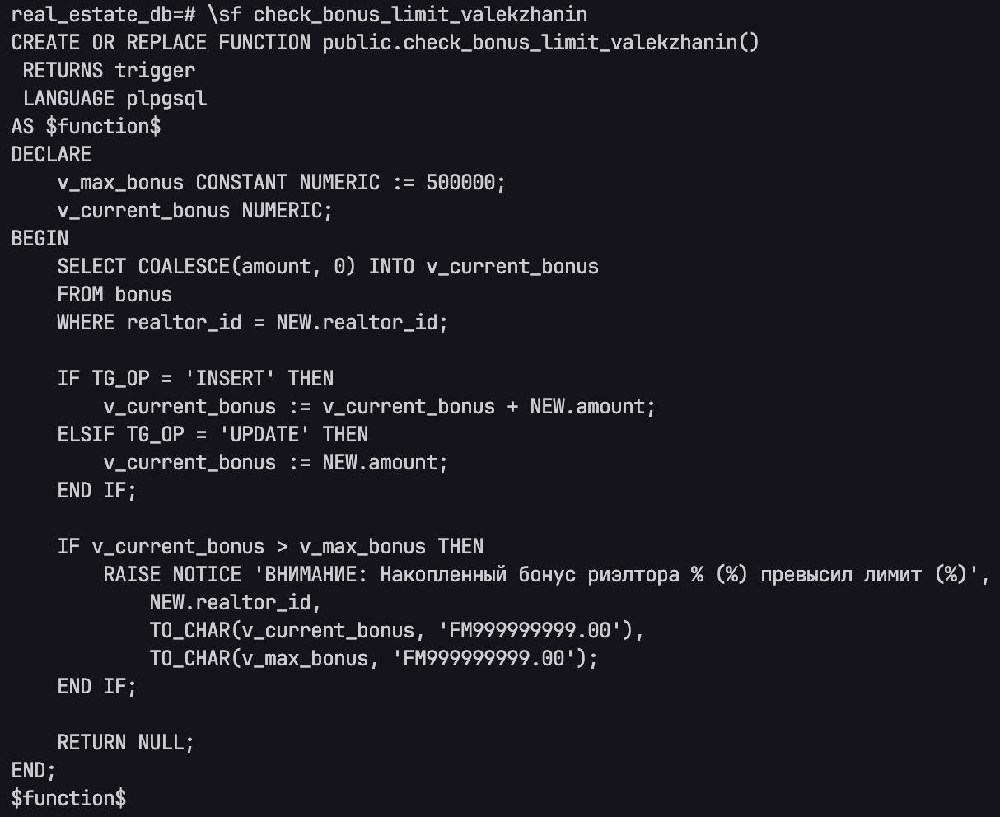 real_estate_db=# \sf check_bonus_limit_valekzhanin
CREATE OR REPLACE FUNCTION public.check_bonus_limit_valekzhanin()
 RETURNS trigger
 LANGUAGE plpgsql
AS $function$
DECLARE
    v_max_bonus CONSTANT NUMERIC := 500000;
    v_current_bonus NUMERIC;
BEGIN
    SELECT COALESCE(amount, 0) INTO v_current_bonus
    FROM bonus
    WHERE realtor_id = NEW.realtor_id;

    IF TG_OP = 'INSERT' THEN
        v_current_bonus := v_current_bonus + NEW.amount;
    ELSIF TG_OP = 'UPDATE' THEN
        v_current_bonus := NEW.amount;
    END IF;

    IF v_current_bonus > v_max_bonus THEN
        RAISE NOTICE 'ВНИМАНИЕ: Накопленный бонус риэлтора % (%) превысил лимит (%)',
            NEW.realtor_id,
            TO_CHAR(v_current_bonus, 'FM999999999.00'),
            TO_CHAR(v_max_bonus, 'FM999999999.00');
    END IF;

    RETURN NULL;
END;
$function$